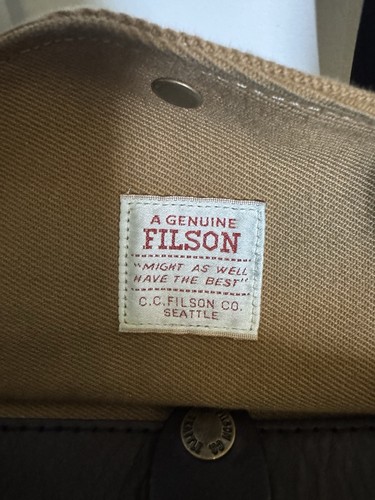 A GENUINE
FILSON
"MIGHT AS WELL
HAVE THE BEST"
C.C. FILSON CO.
SEATTLE